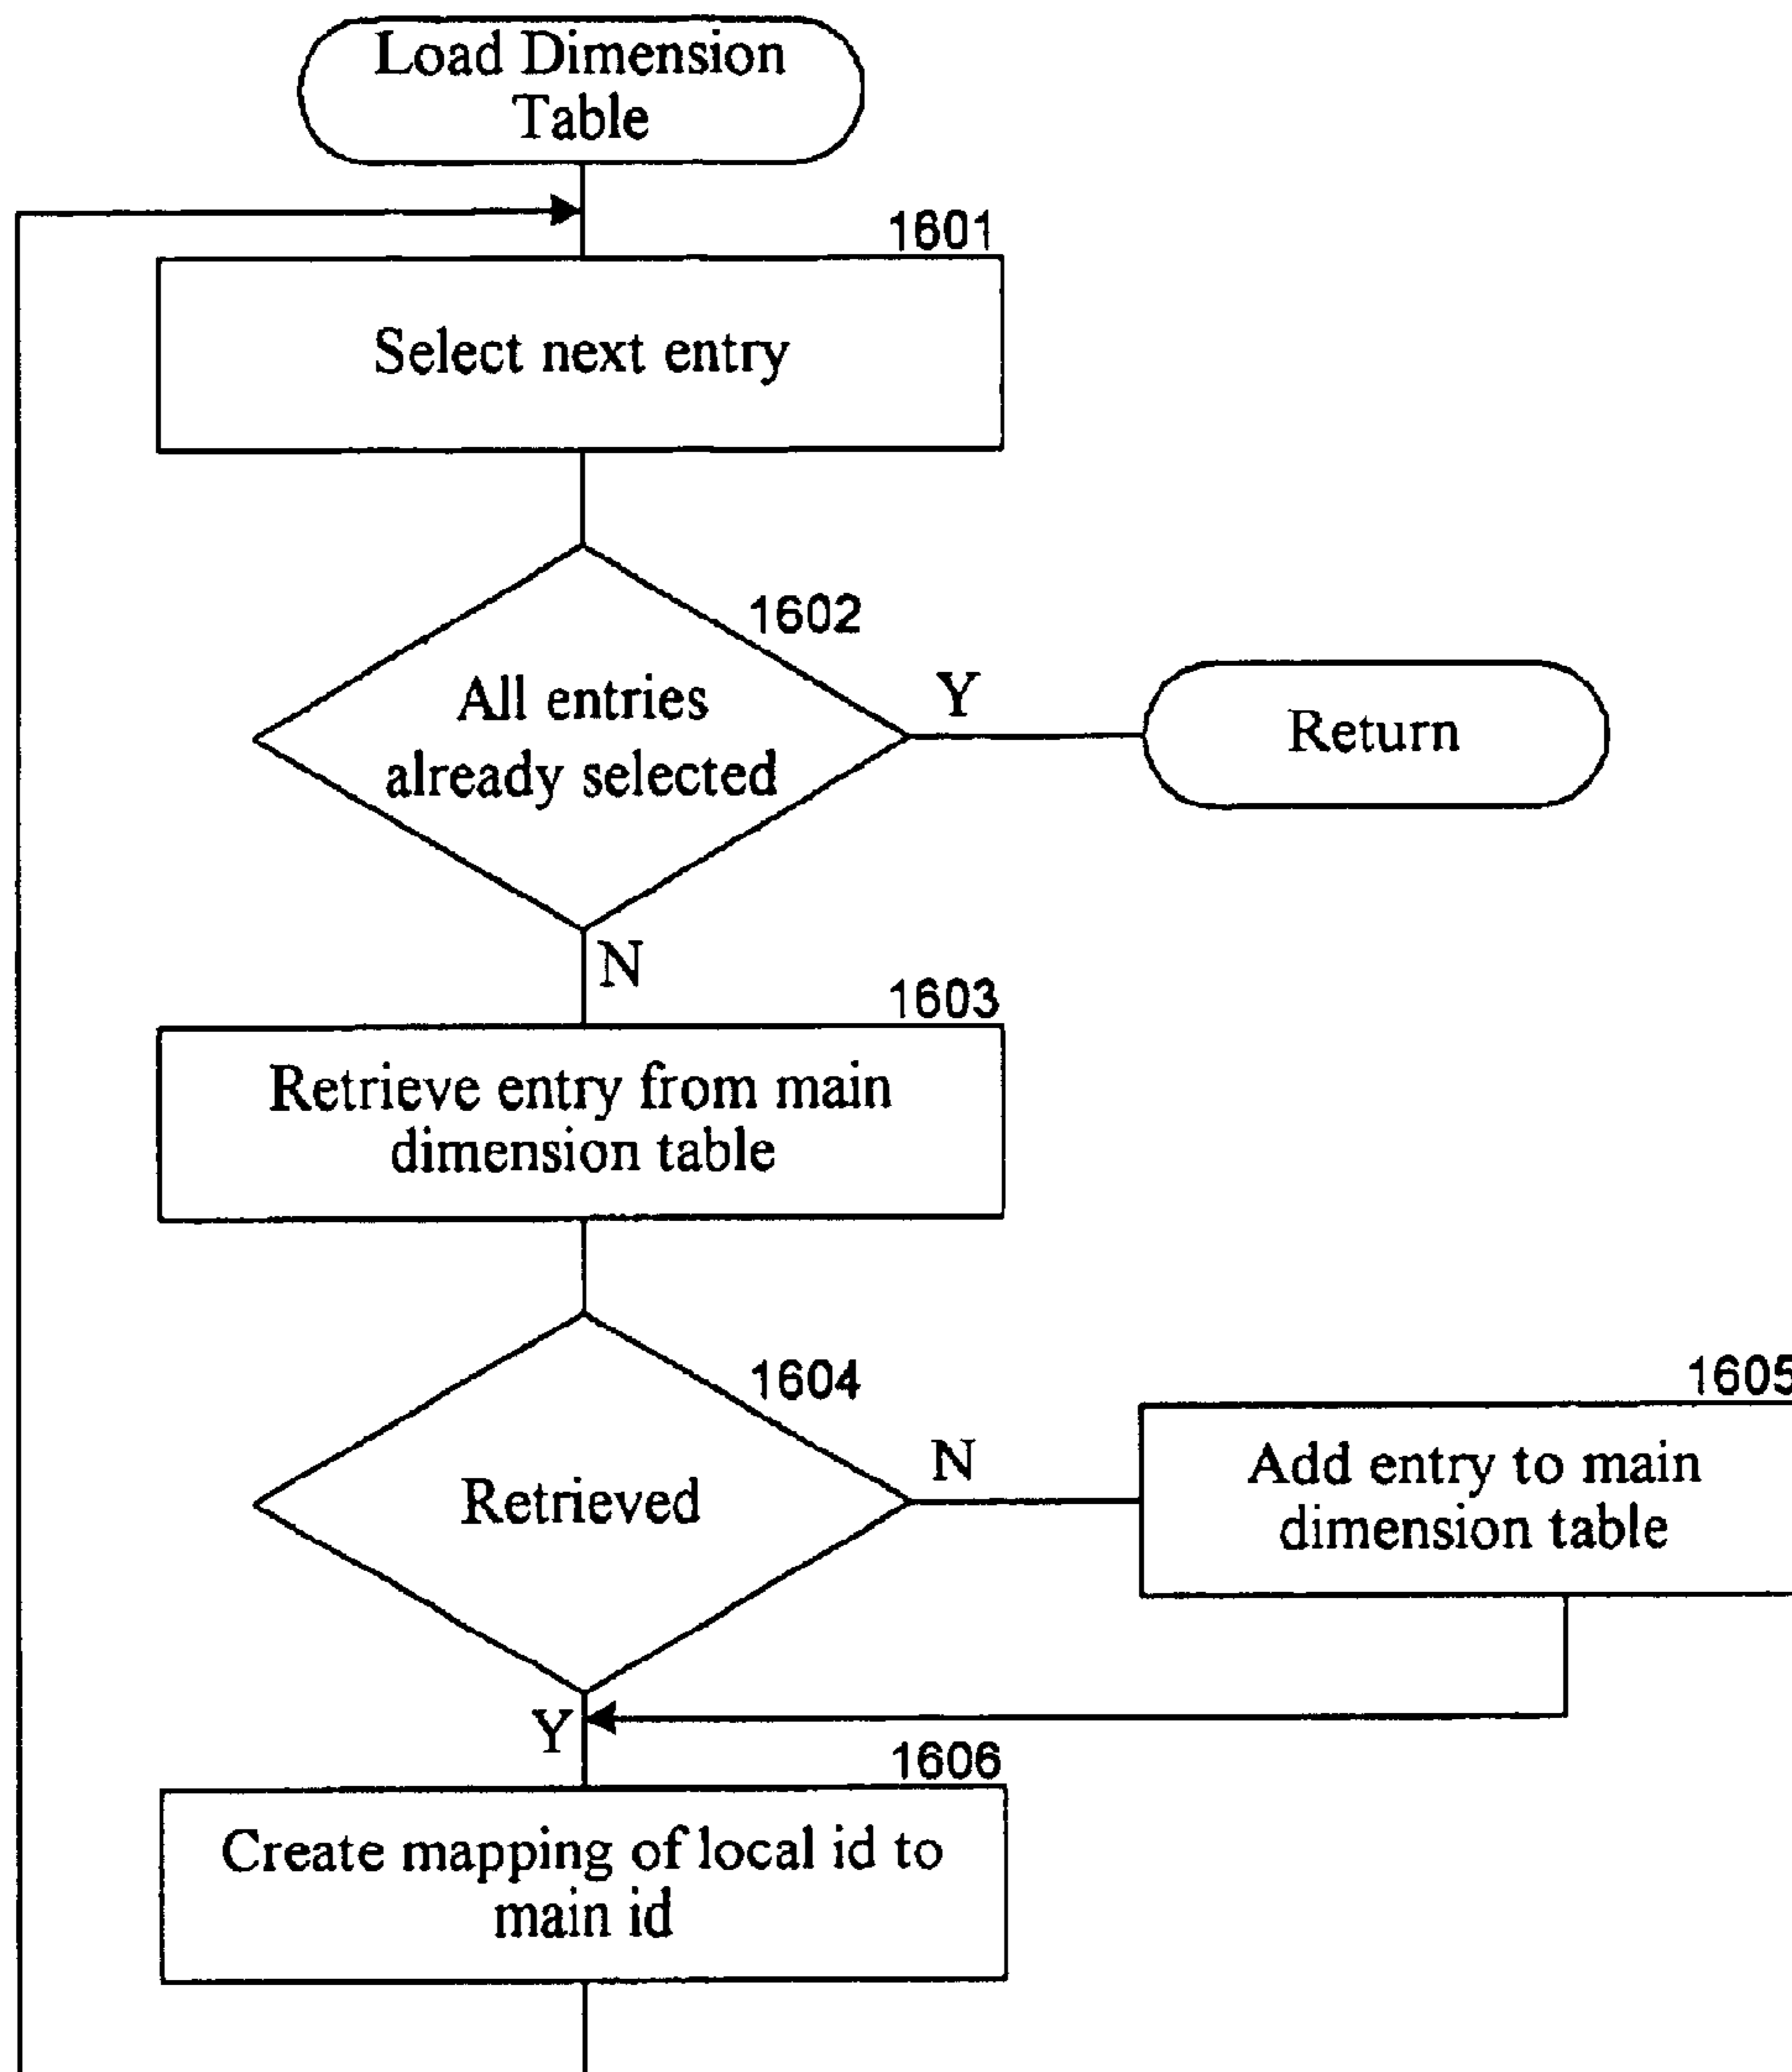 Load Dimension
Table
1601
Select next entry
1602
All entries
already selected
Y
Return
N
1603
Retrieve entry from main
dimension table
1604
Retrieved
N
1605
Add entry to main
dimension table
Y
1606
Create mapping of local id to
main id